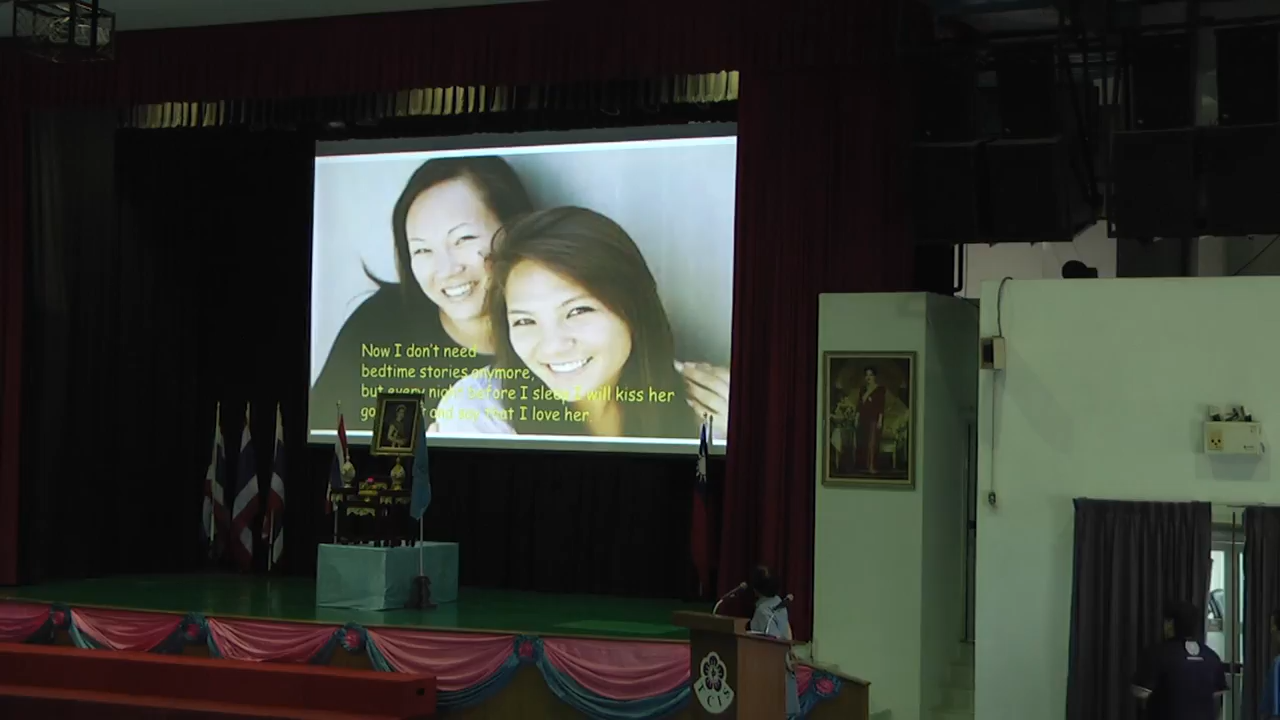 Now I don't need
bedtime stories anymore,
but every night before I sleep I will kiss her
and say that I love her.